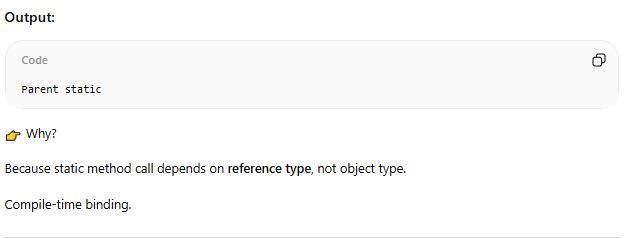 Output:
Code
Parent static
👉 Why?
Because static method call depends on reference type, not object type.
Compile-time binding.